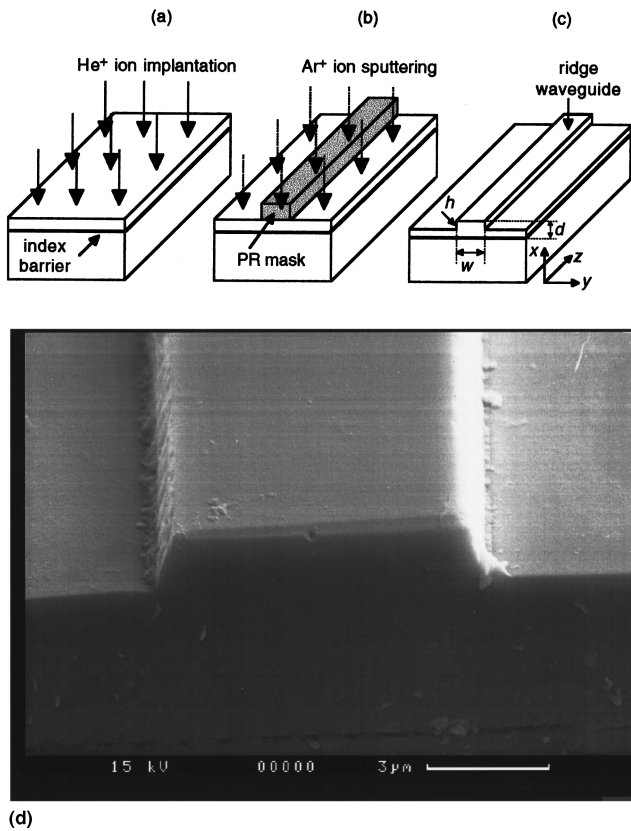 (a) (b) (c)
He⁺ ion implantation
Ar⁺ ion sputtering
ridge
waveguide
index
barrier
PR mask
h
w
d
x
z
y
15 kV 00000 3μm
(d)